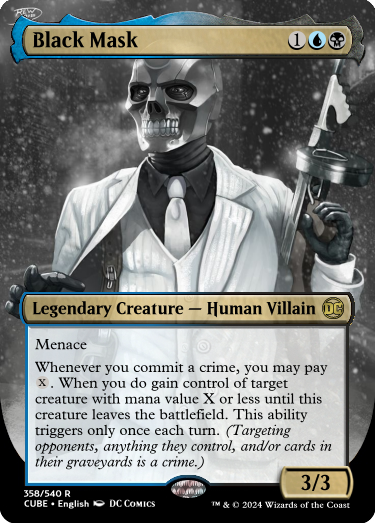 Black Mask 1
Legendary Creature — Human Villain DC
Menace
Whenever you commit a crime, you may pay
X. When you do gain control of target
creature with mana value X or less until this
creature leaves the battlefield. This ability
triggers only once each turn. (Targeting
opponents, anything they control, and/or cards in
their graveyards is a crime.)
3/3
358/540 R
CUBE • English DC COMICS
™ & © 2024 Wizards of the Coast